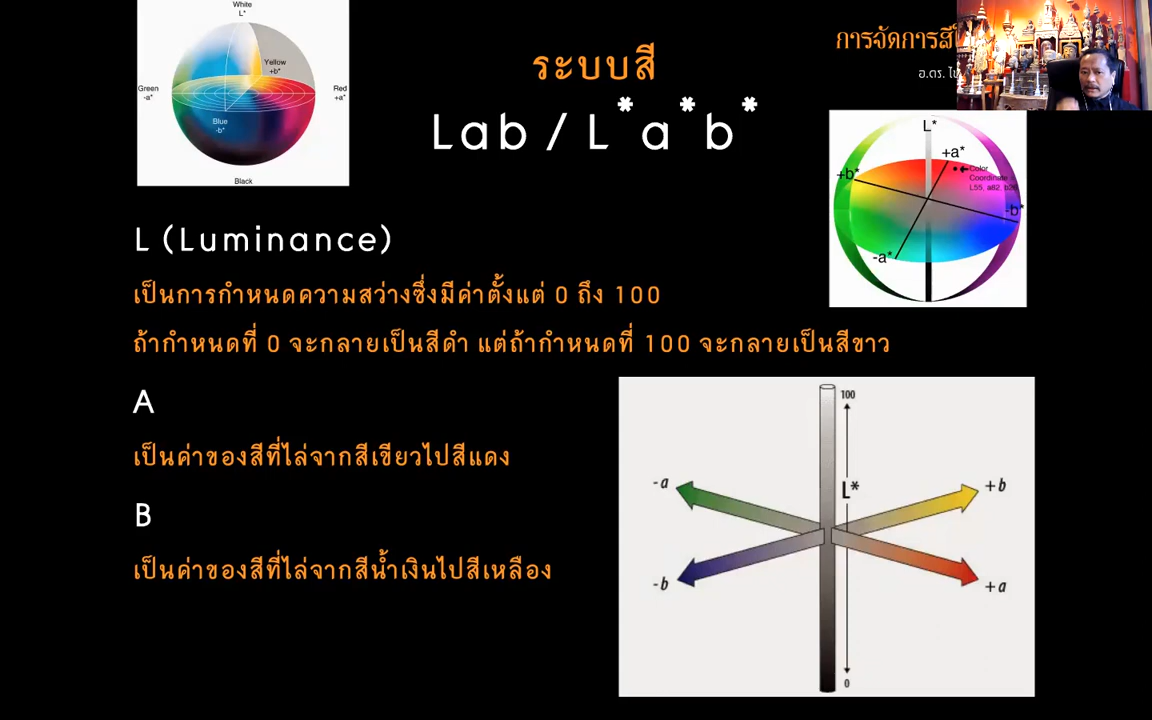 White
L*
Yellow
+b*
Green
-a*
Red
+a*
Blue
-b*
Black
ระบบสี
Lab / L*a*b*
การจัดการสี
อ.ดร.
L*
+a*
Color
Coordinate =
L55, a82, b26
+b*
-b*
-a*
L (Luminance)
เป็นการกำหนดความสว่างซึ่งมีค่าตั้งแต่ 0 ถึง 100
ถ้ากำหนดที่ 0 จะกลายเป็นสีดำ แต่ถ้ากำหนดที่ 100 จะกลายเป็นสีขาว
A
เป็นค่าของสีที่ไล่จากสีเขียวไปสีแดง
B
เป็นค่าของสีที่ไล่จากสีน้ำเงินไปสีเหลือง
100
-a
L*
+b
-b
+a
0